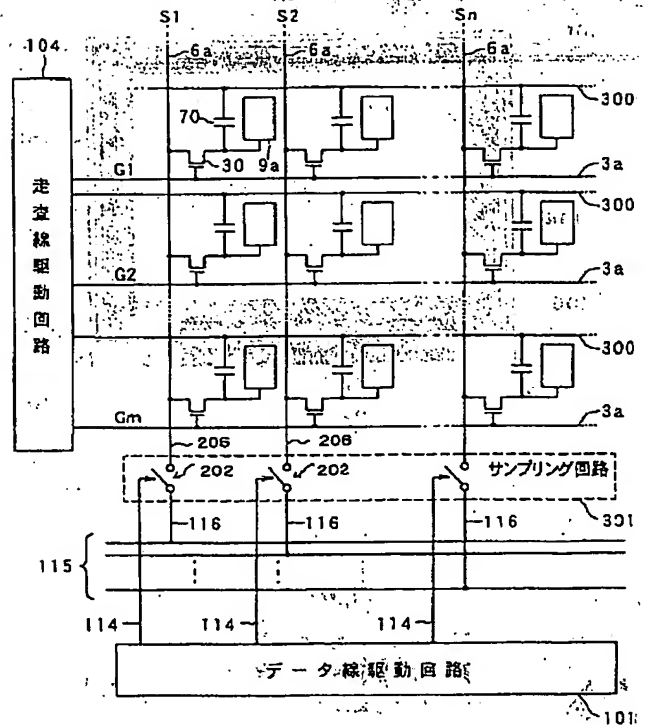 S1 S2 Sn
104 6a 6a 6a
300
70
30 9a
G1 3a
走査線駆動回路
300
G2 3a
300
Gm 3a
206 206
202 202 サンプリング回路
116 116 116 301
115
114 114 114
データ線駆動回路
101